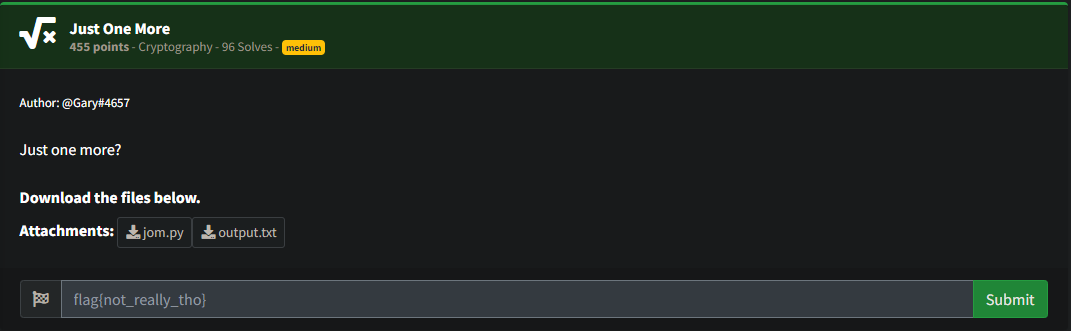 Just One More
455 points - Cryptography - 96 Solves - medium
Author: @Gary#4657
Just one more?
Download the files below.
Attachments: jom.py output.txt
flag{not_really_tho} Submit